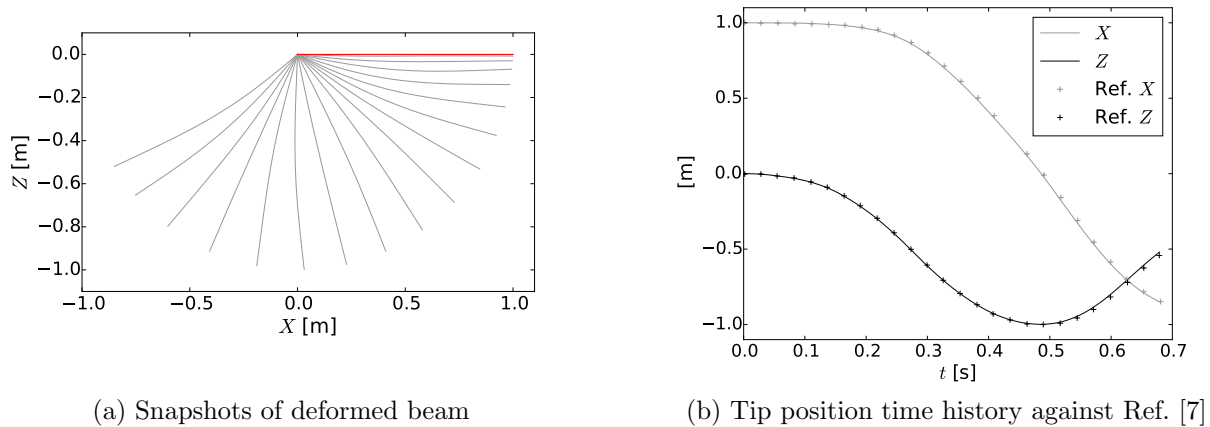 0.0
−0.2
−0.4
−0.6
−0.8
−1.0
Z [m]
−1.0 −0.5 0.0 0.5 1.0
X [m]
(a) Snapshots of deformed beam
1.0
0.5
0.0
−0.5
−1.0
[m]
X
Z
Ref. X
Ref. Z
0.0 0.1 0.2 0.3 0.4 0.5 0.6 0.7
t [s]
(b) Tip position time history against Ref. [7]